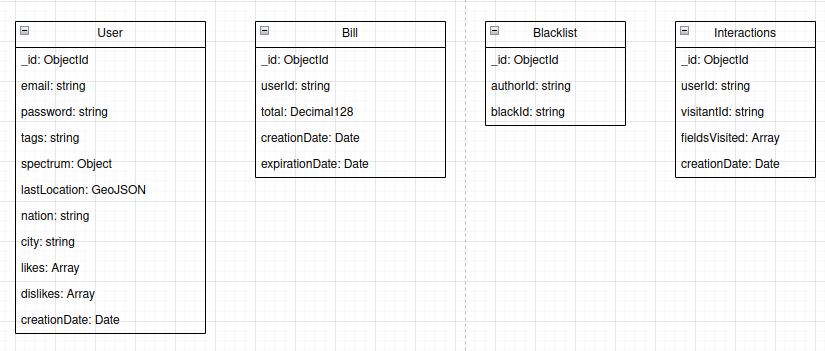 User
_id: ObjectId
email: string
password: string
tags: string
spectrum: Object
lastLocation: GeoJSON
nation: string
city: string
likes: Array
dislikes: Array
creationDate: Date
Bill
_id: ObjectId
userId: string
total: Decimal128
creationDate: Date
expirationDate: Date
Blacklist
_id: ObjectId
authorId: string
blackId: string
Interactions
_id: ObjectId
userId: string
visitantId: string
fieldsVisited: Array
creationDate: Date